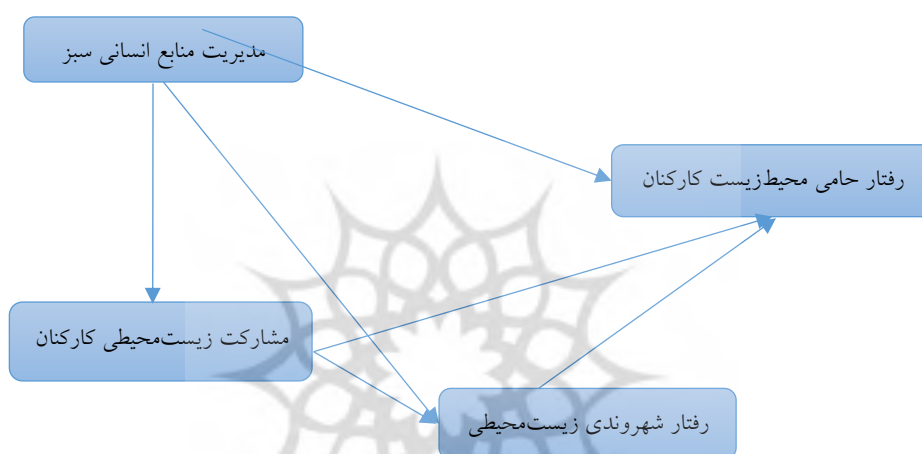 مدیریت منابع انسانی سبز
رفتار حامی محیط‌زیست کارکنان
مشارکت زیست‌محیطی کارکنان
رفتار شهروندی زیست‌محیطی